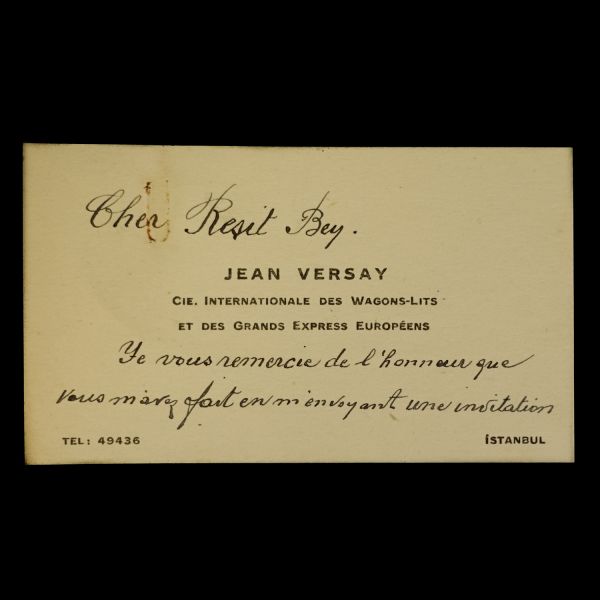 Cher Reşit Bey.
JEAN VERSAY
CIE. INTERNATIONALE DES WAGONS-LITS
ET DES GRANDS EXPRESS EUROPÉENS
Je vous remercie de l'honneur que
vous m'avez fait en m'envoyant une invitation
TEL: 49436 İSTANBUL